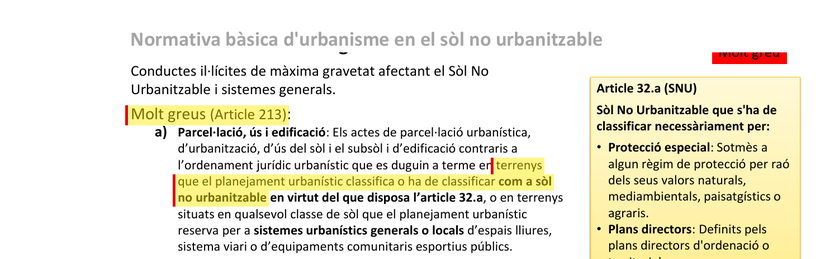 Normativa bàsica d'urbanisme en el sòl no urbanitzable
Molt greu
Conductes il·lícites de màxima gravetat afectant el Sòl No
Urbanitzable i sistemes generals.
Molt greus (Article 213):
a) Parcel·lació, ús i edificació: Els actes de parcel·lació urbanística,
d'urbanització, d'ús del sòl i el subsòl i d'edificació contraris a
l'ordenament jurídic urbanístic que es duguin a terme en terrenys
que el planejament urbanístic classifica o ha de classificar com a sòl
no urbanitzable en virtut del que disposa l'article 32.a, o en terrenys
situats en qualsevol classe de sòl que el planejament urbanístic
reserva per a sistemes urbanístics generals o locals d'espais lliures,
sistema viari o d'equipaments comunitaris esportius públics.
Article 32.a (SNU)
Sòl No Urbanitzable que s'ha de
classificar necessàriament per:
• Protecció especial: Sotmès a
algun règim de protecció per raó
dels seus valors naturals,
mediambientals, paisatgístics o
agraris.
• Plans directors: Definits pels
plans directors d'ordenació o